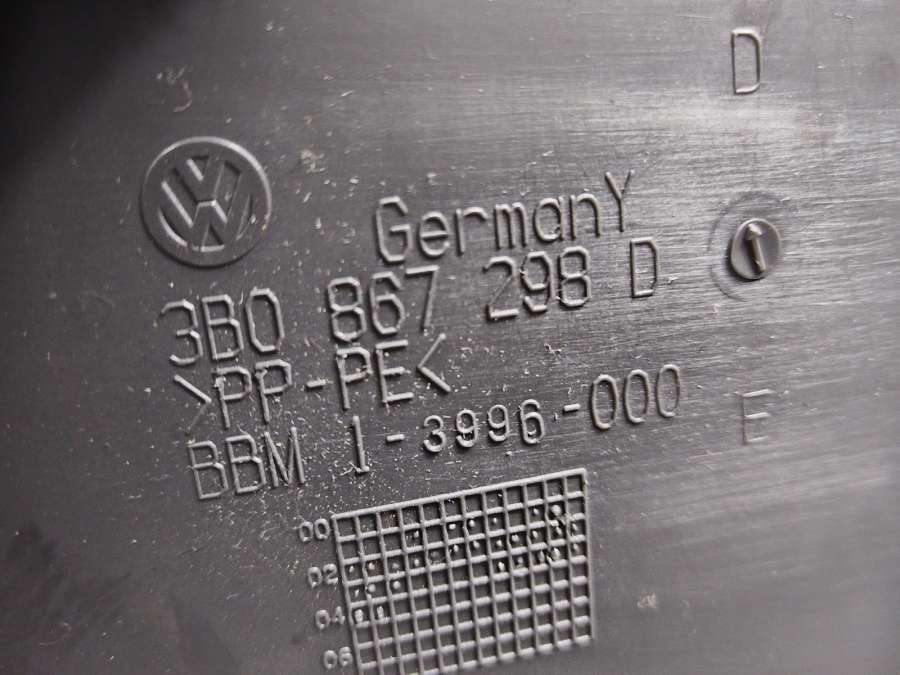 D
GermanY
3B0 867 298 D
>PP-PE<
BBM 1-3996-000
E
00
02
04
06